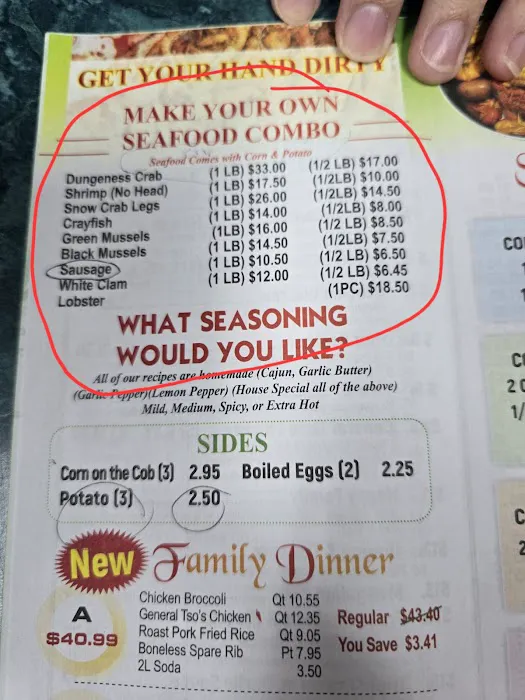 GET YOUR HAND DIRTY
MAKE YOUR OWN
SEAFOOD COMBO
Seafood Comes with Corn & Potato
Dungeness Crab (1 LB) $33.00 (1/2 LB) $17.00
Shrimp (No Head) (1 LB) $17.50 (1/2LB) $10.00
Snow Crab Legs (1 LB) $26.00 (1/2LB) $14.50
Crayfish (1 LB) $14.00 (1/2LB) $8.00
Green Mussels (1LB) $16.00 (1/2 LB) $8.50
Black Mussels (1 LB) $14.50 (1/2LB) $7.50
Sausage (1 LB) $10.50 (1/2 LB) $6.50
White Clam (1 LB) $12.00 (1/2 LB) $6.45
Lobster (1PC) $18.50
WHAT SEASONING
WOULD YOU LIKE?
All of our recipes are homemade (Cajun, Garlic Butter)
(Garlic Pepper)(Lemon Pepper) (House Special all of the above)
Mild, Medium, Spicy, or Extra Hot
SIDES
Corn on the Cob (3) 2.95 Boiled Eggs (2) 2.25
Potato (3) 2.50
New Family Dinner
A
$40.99
Chicken Broccoli Qt 10.55
General Tso's Chicken Qt 12.35
Roast Pork Fried Rice Qt 9.05
Boneless Spare Rib Pt 7.95
2L Soda 3.50
Regular $43.40
You Save $3.41